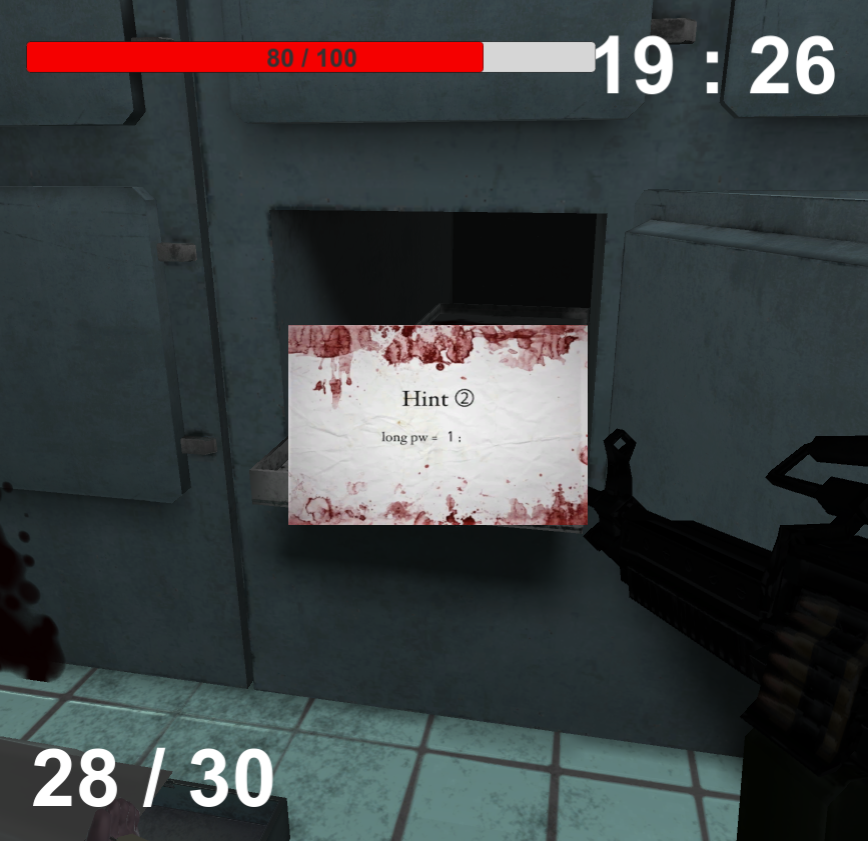 80 / 100
19 : 26
Hint ②
long pw = 1 ;
28 / 30